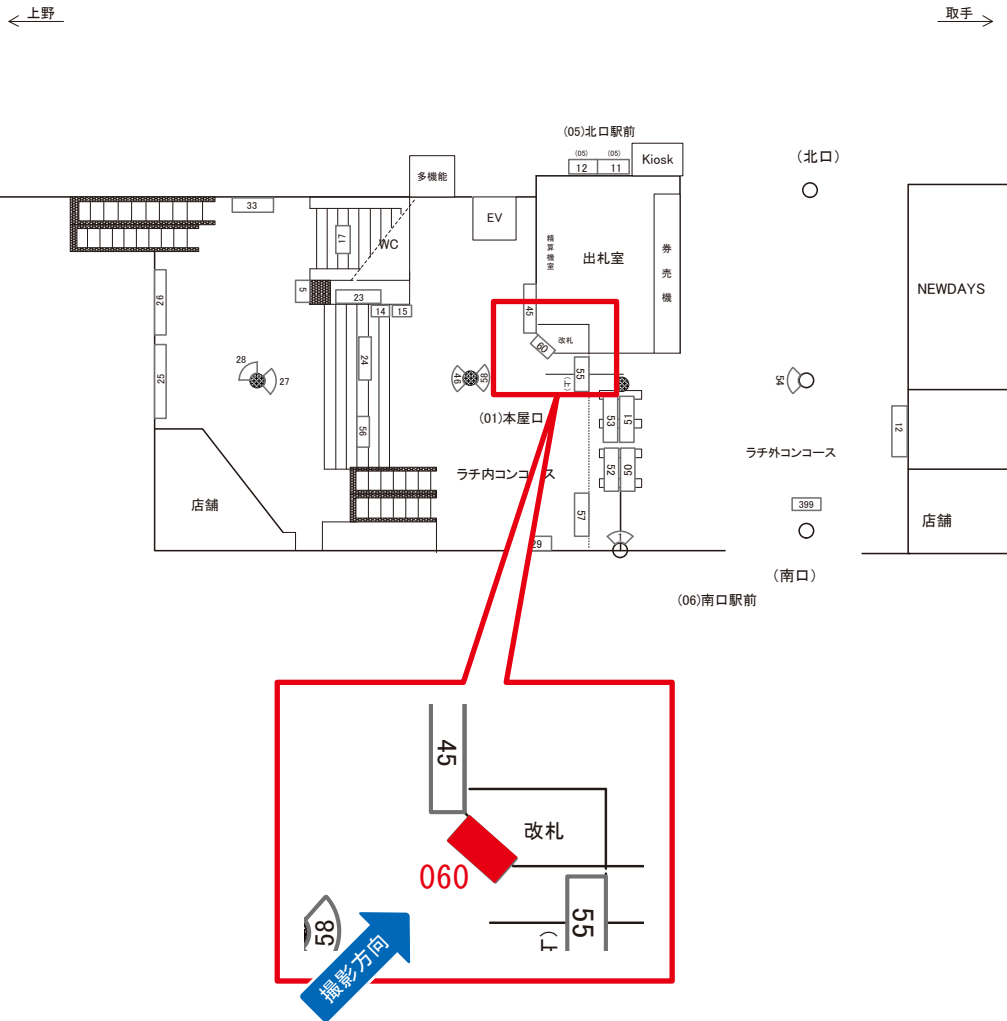 上野
取手
(05)北口駅前
(05)
(05)
12
11
Kiosk
(北口)
多機能
33
EV
17
WC
精算機室
出札室
券売機
5
23
14
15
26
45
NEWDAYS
60
改札
24
25
28
27
46
58
55
(上)
54
53
51
(01)本屋口
56
12
ラチ内コンコース
ラチ外コンコース
52
50
店舗
57
399
店舗
29
1
(南口)
(06)南口駅前
45
改札
060
58
55
(上
撮影方向